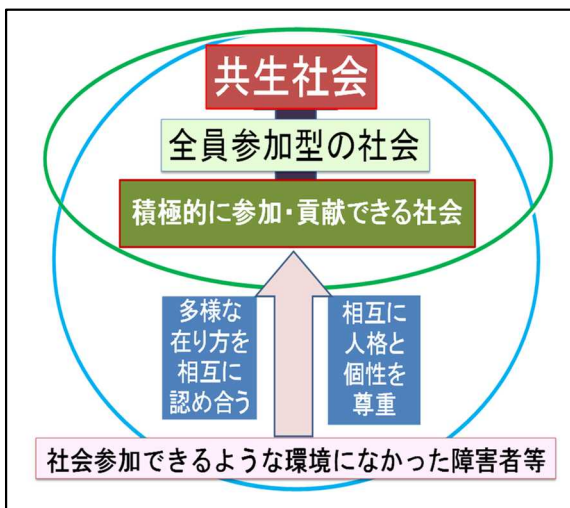 共生社会
全員参加型の社会
積極的に参加・貢献できる社会
多様な
在り方を
相互に
認め合う
相互に
人格と
個性を
尊重
社会参加できるような環境になかった障害者等